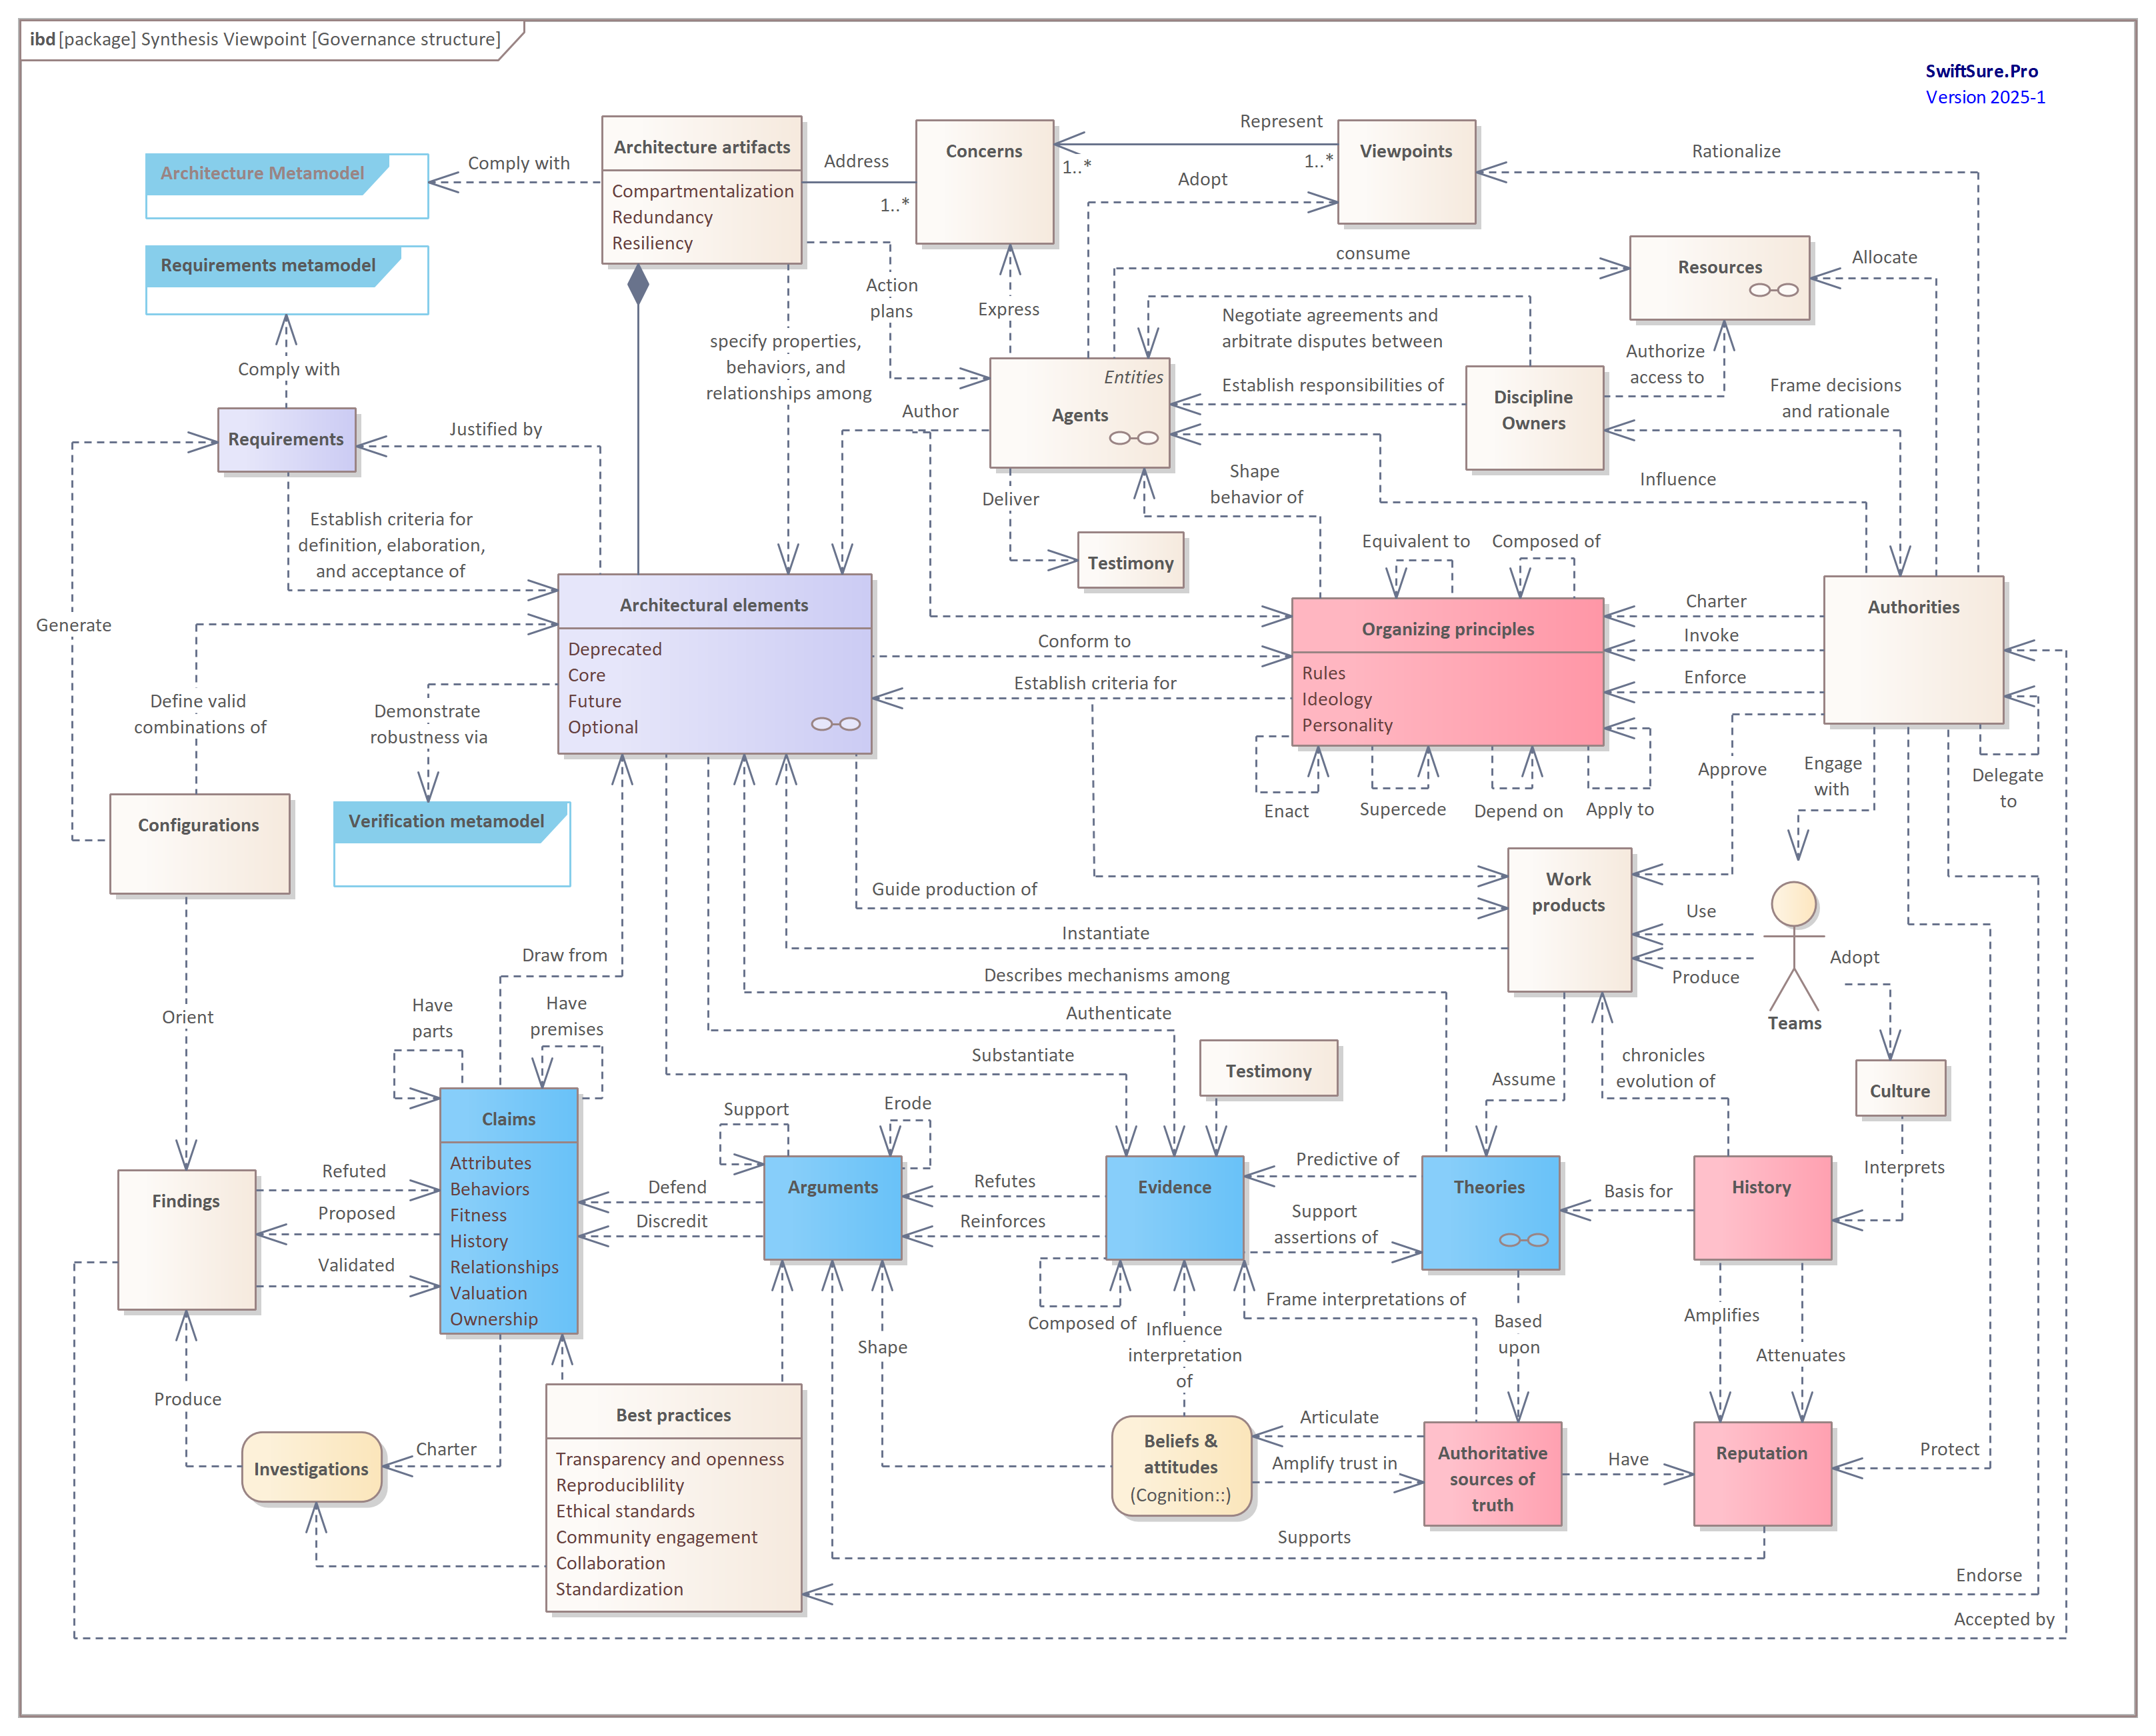 ibd [package] Synthesis Viewpoint [Governance structure]
SwiftSure.Pro
Version 2025-1
Architecture Metamodel
Comply with
Architecture artifacts
Compartmentalization
Redundancy
Resiliency
Address
1..*
Concerns
Represent
1..*
1..*
Viewpoints
Adopt
Rationalize
Requirements metamodel
Comply with
Action
plans
specify properties,
behaviors, and
relationships among
Express
consume
Resources
Allocate
Negotiate agreements and
arbitrate disputes between
Authorize
access to
Entities
Agents
Establish responsibilities of
Discipline
Owners
Frame decisions
and rationale
Requirements
Justified by
Author
Deliver
Shape
behavior of
Influence
Establish criteria for
definition, elaboration,
and acceptance of
Testimony
Equivalent to
Composed of
Generate
Architectural elements
Deprecated
Core
Future
Optional
Conform to
Establish criteria for
Organizing principles
Rules
Ideology
Personality
Charter
Invoke
Enforce
Authorities
Define valid
combinations of
Demonstrate
robustness via
Enact
Supercede
Depend on
Apply to
Approve
Engage
with
Delegate
to
Configurations
Verification metamodel
Guide production of
Work
products
Use
Produce
Teams
Adopt
Instantiate
Draw from
Describes mechanisms among
Have
parts
Have
premises
Authenticate
Orient
Substantiate
Testimony
Assume
chronicles
evolution of
Culture
Claims
Attributes
Behaviors
Fitness
History
Relationships
Valuation
Ownership
Support
Erode
Findings
Refuted
Proposed
Validated
Defend
Discredit
Arguments
Refutes
Reinforces
Evidence
Predictive of
Support
assertions of
Theories
Basis for
History
Interprets
Composed of
Influence
interpretation
of
Frame interpretations of
Based
upon
Amplifies
Attenuates
Shape
Produce
Investigations
Charter
Best practices
Transparency and openness
Reproduciblility
Ethical standards
Community engagement
Collaboration
Standardization
Beliefs &
attitudes
(Cognition::)
Articulate
Amplify trust in
Authoritative
sources of
truth
Have
Reputation
Protect
Supports
Endorse
Accepted by